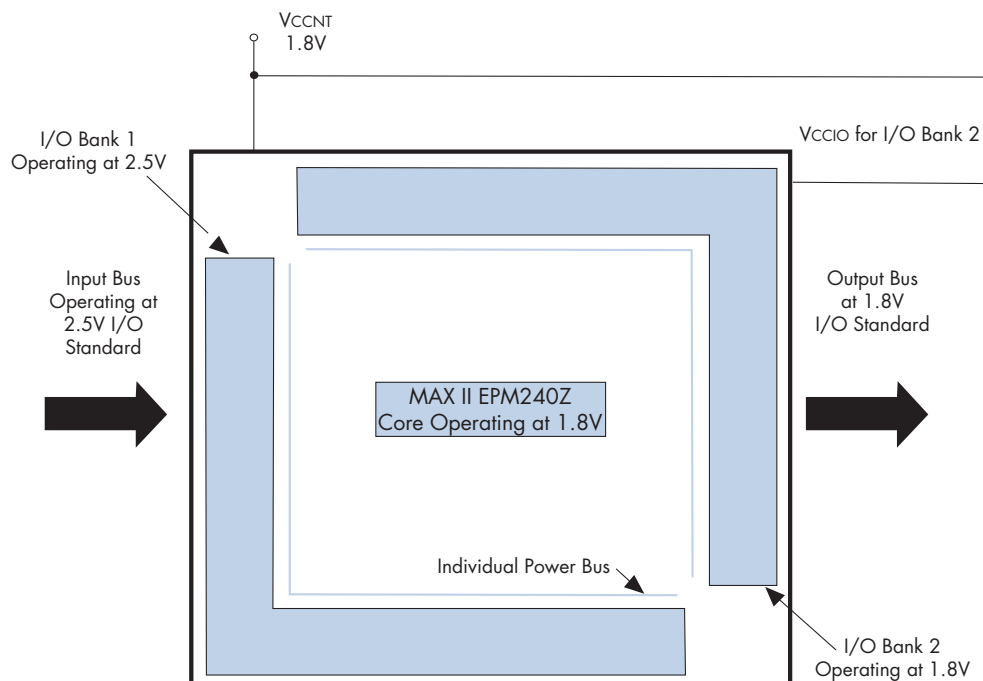 VCCNT
1.8V
I/O Bank 1
Operating at 2.5V
VCCIO for I/O Bank 2
Input Bus
Operating at
2.5V I/O
Standard
Output Bus
at 1.8V
I/O Standard
MAX II EPM240Z
Core Operating at 1.8V
Individual Power Bus
I/O Bank 2
Operating at 1.8V